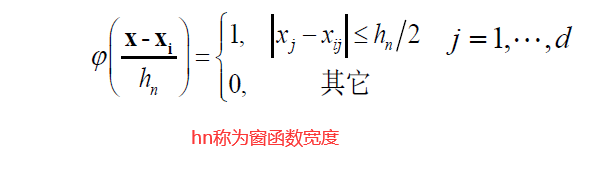 φ((x - xᵢ)/hₙ) = { 1, |xⱼ - xᵢⱼ| ≤ hₙ/2 j = 1,⋯,d
0, 其它
hn称为窗函数宽度